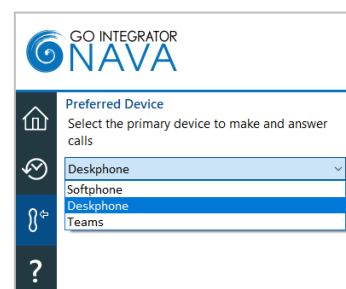 GO INTEGRATOR
NAVA
Preferred Device
Select the primary device to make and answer
calls
Deskphone
Softphone
Deskphone
Teams
?